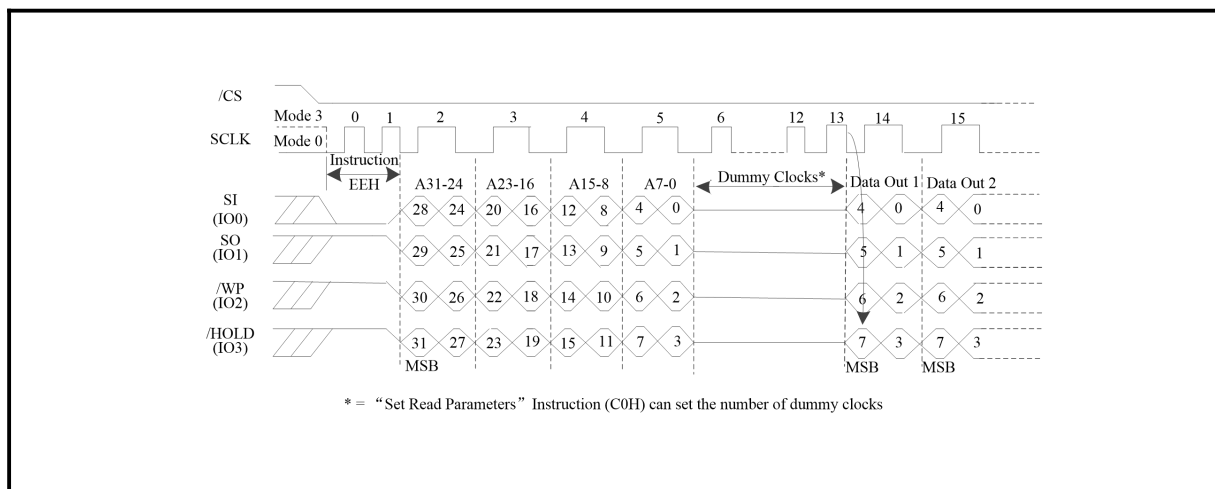 /CS
Mode 3 0 1 2 3 4 5 6 12 13 14 15
SCLK Mode 0
Instruction
EEH A31-24 A23-16 A15-8 A7-0 Dummy Clocks* Data Out 1 Data Out 2
SI
(IO0) 28 24 20 16 12 8 4 0 4 0 4 0
SO
(IO1) 29 25 21 17 13 9 5 1 5 1 5 1
/WP
(IO2) 30 26 22 18 14 10 6 2 6 2 6 2
/HOLD
(IO3) 31 27 23 19 15 11 7 3 7 3 7 3
MSB MSB MSB
* = “Set Read Parameters” Instruction (C0H) can set the number of dummy clocks